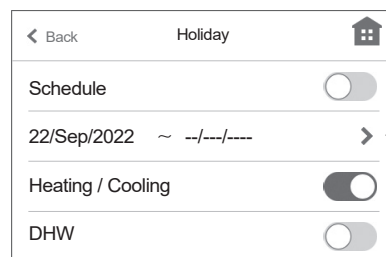 Back Holiday
Schedule
22/Sep/2022 ~ --/---/----
Heating / Cooling
DHW